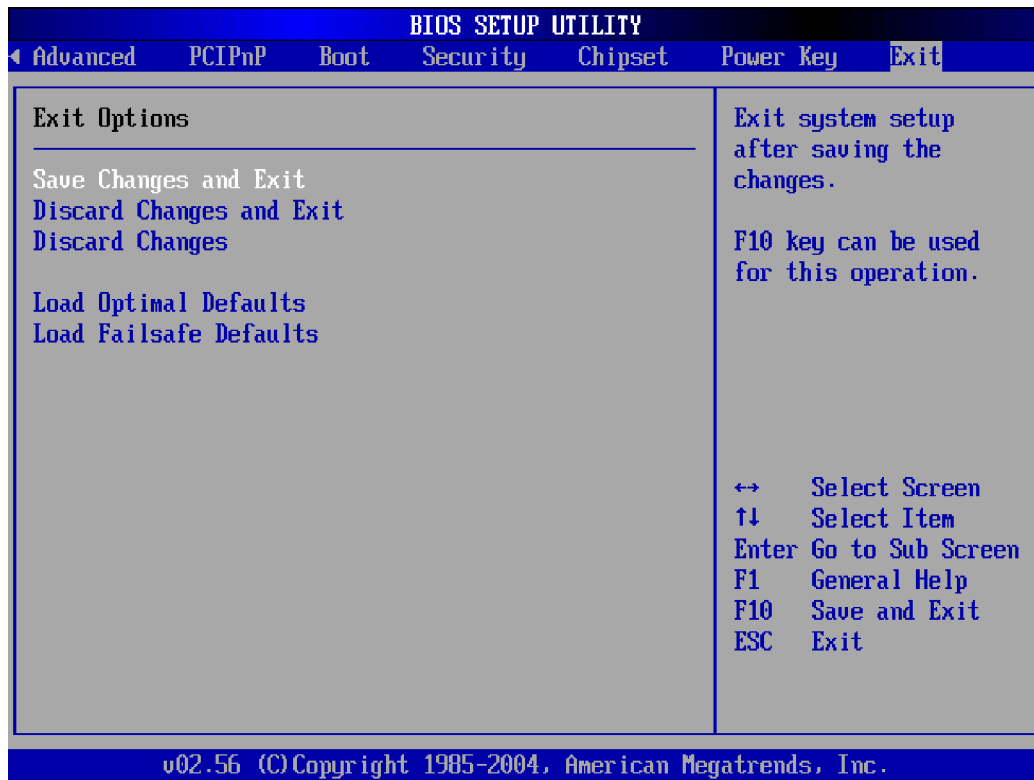 BIOS SETUP UTILITY
Advanced PCIPnP Boot Security Chipset Power Key Exit
Exit Options
Save Changes and Exit
Discard Changes and Exit
Discard Changes
Load Optimal Defaults
Load Failsafe Defaults
Exit system setup
after saving the
changes.
F10 key can be used
for this operation.
↔ Select Screen
↑↓ Select Item
Enter Go to Sub Screen
F1 General Help
F10 Save and Exit
ESC Exit
v02.56 (C)Copyright 1985-2004, American Megatrends, Inc.